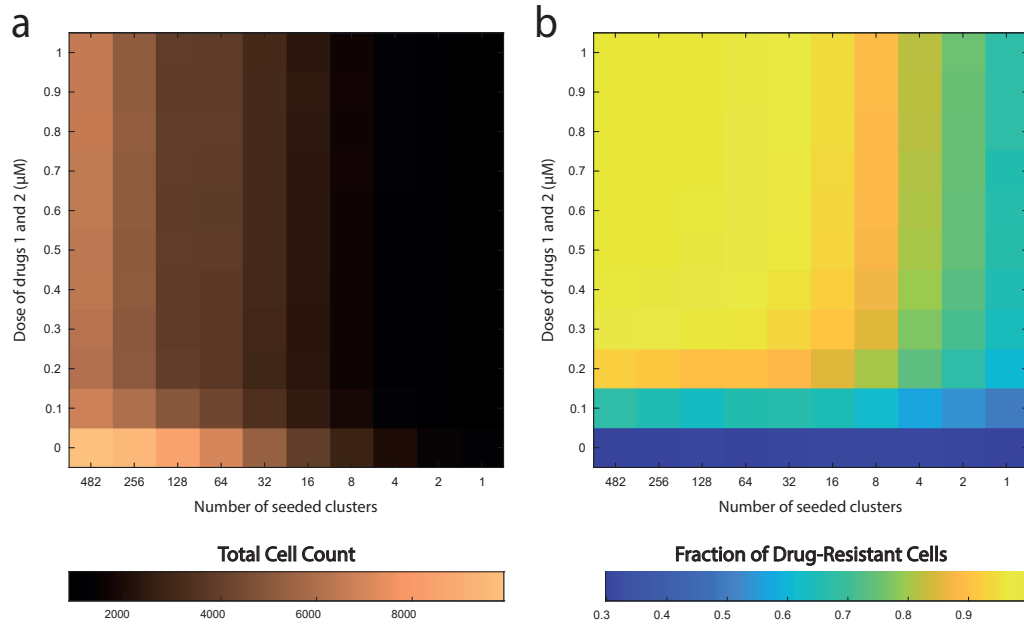 a
1
0.9
0.8
0.7
0.6
0.5
0.4
0.3
0.2
0.1
0
Dose of drugs 1 and 2 (µM)
482 256 128 64 32 16 8 4 2 1
Number of seeded clusters
Total Cell Count
2000 4000 6000 8000
b
1
0.9
0.8
0.7
0.6
0.5
0.4
0.3
0.2
0.1
0
Dose of drugs 1 and 2 (µM)
482 256 128 64 32 16 8 4 2 1
Number of seeded clusters
Fraction of Drug-Resistant Cells
0.3 0.4 0.5 0.6 0.7 0.8 0.9